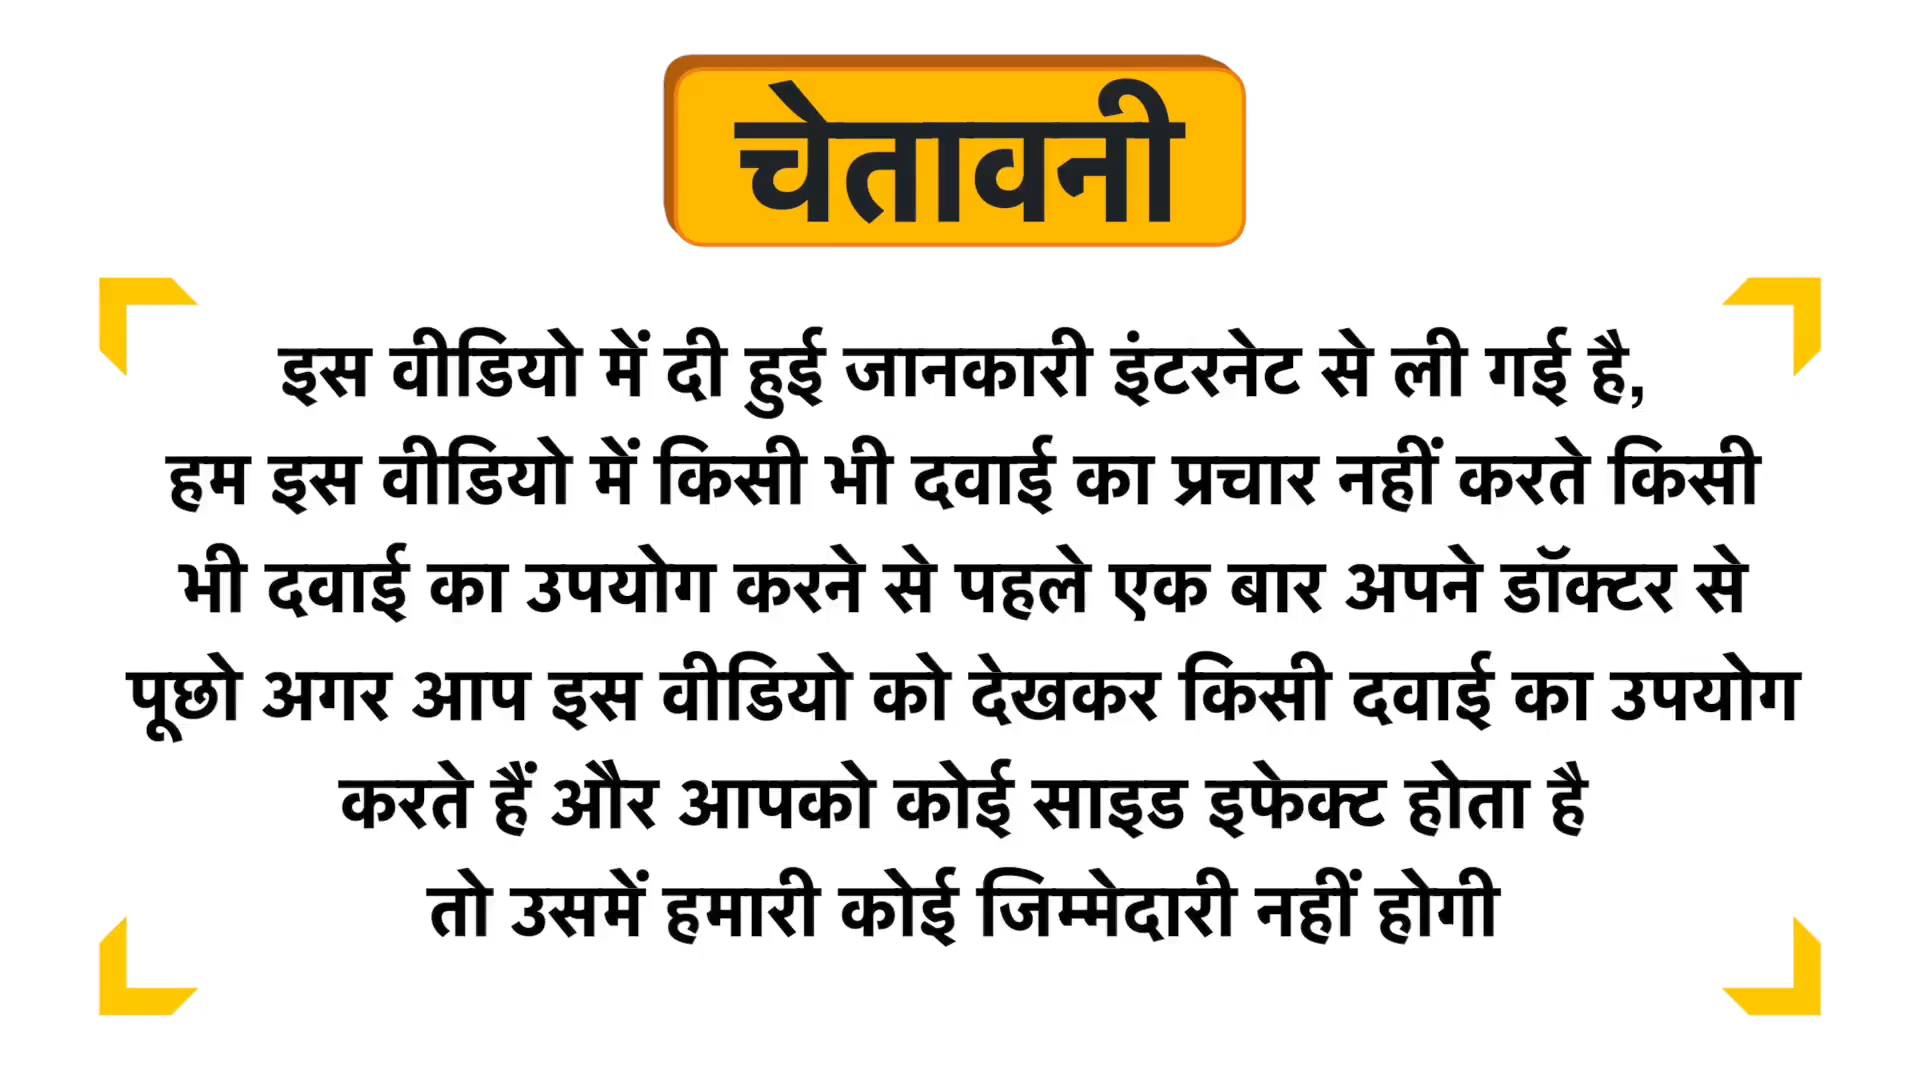 चेतावनी
इस वीडियो में दी हुई जानकारी इंटरनेट से ली गई है,
हम इस वीडियो में किसी भी दवाई का प्रचार नहीं करते किसी
भी दवाई का उपयोग करने से पहले एक बार अपने डॉक्टर से
पूछो अगर आप इस वीडियो को देखकर किसी दवाई का उपयोग
करते हैं और आपको कोई साइड इफेक्ट होता है
तो उसमें हमारी कोई जिम्मेदारी नहीं होगी